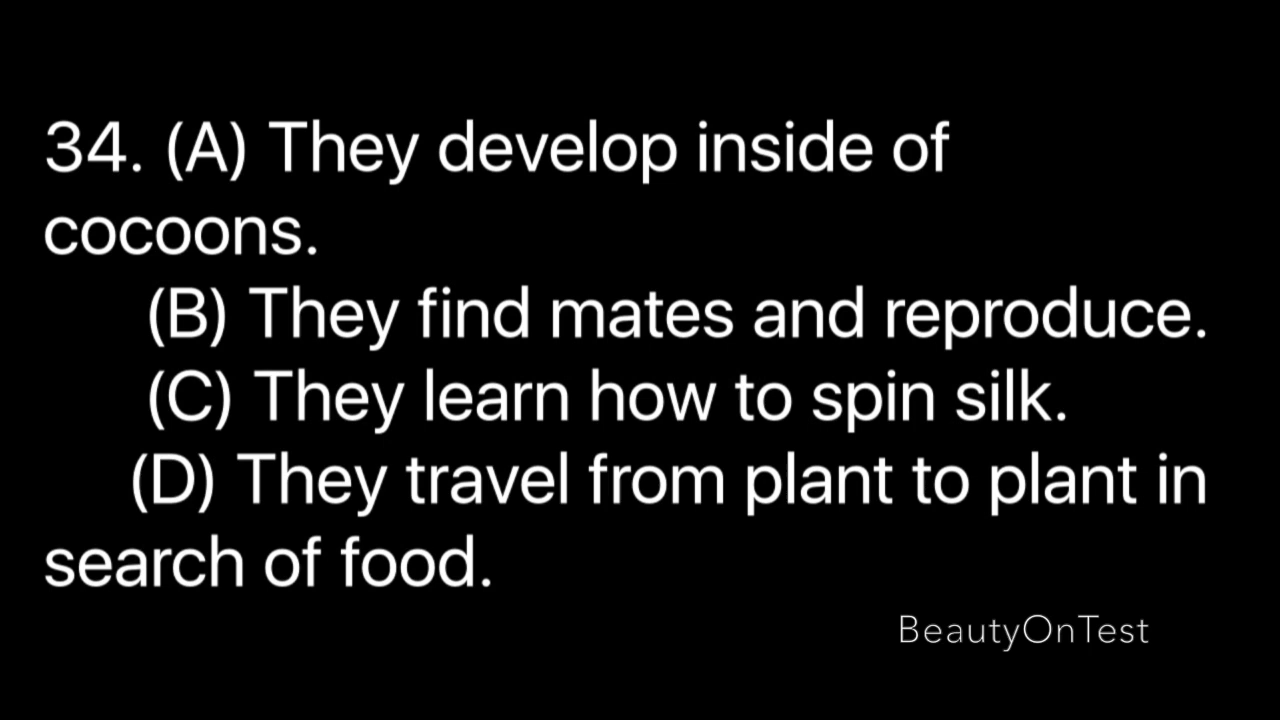 34. (A) They develop inside of
cocoons.
(B) They find mates and reproduce.
(C) They learn how to spin silk.
(D) They travel from plant to plant in
search of food.
BeautyOnTest